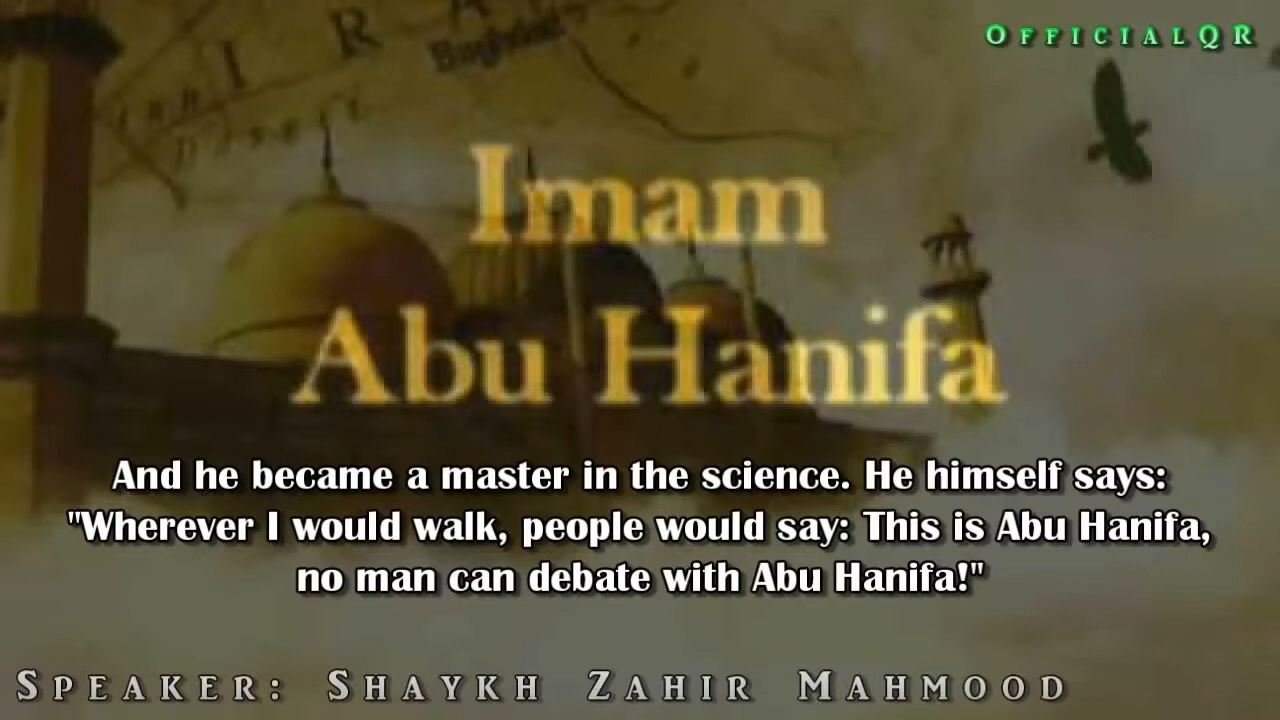 OfficialQR
I R A
Baghdad
Imam
Abu Hanifa
And he became a master in the science. He himself says:
"Wherever I would walk, people would say: This is Abu Hanifa,
no man can debate with Abu Hanifa!"
Speaker: Shaykh Zahir Mahmood